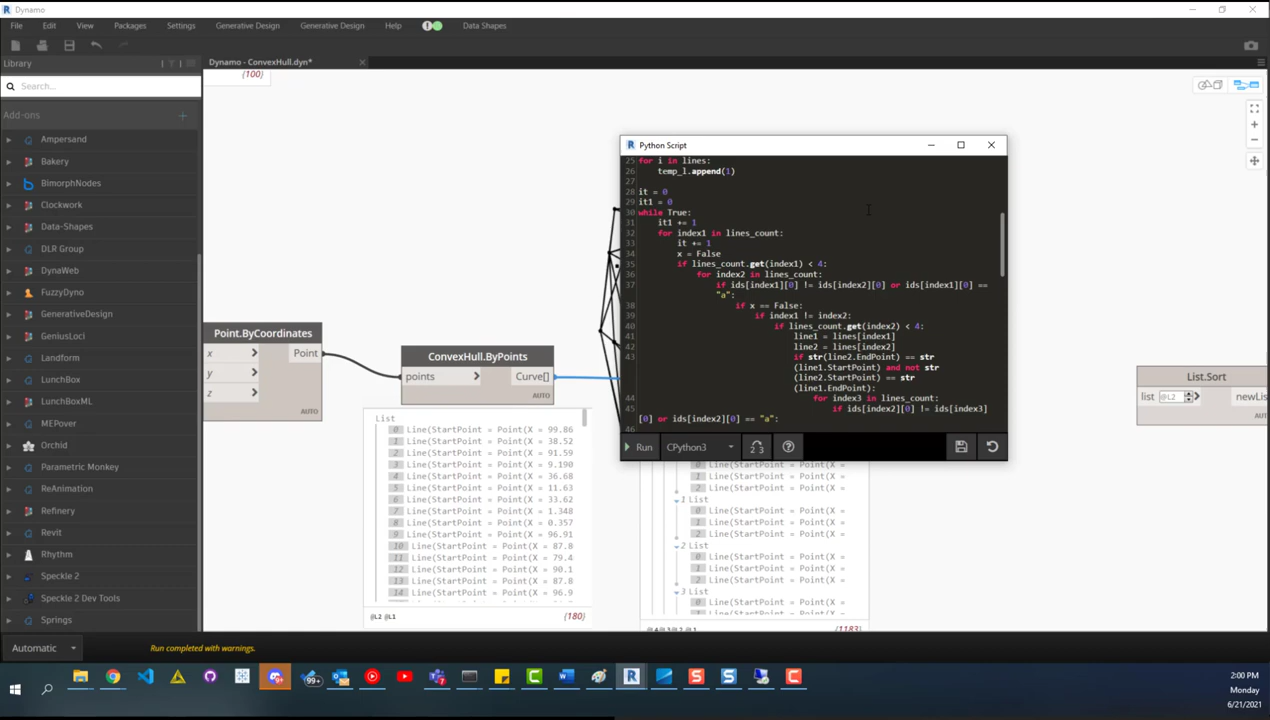 Dynamo
File Edit View Packages Settings Generative Design Generative Design Help ! Data Shapes
Library
Dynamo - ConvexHull.dyn*
Search...
(100)
Add-ons
Ampersand
Bakery
BimorphNodes
Clockwork
Data-Shapes
DLR Group
DynaWeb
FuzzyDyno
GenerativeDesign
GeniusLoci
Landform
LunchBox
LunchBoxML
MEPover
Orchid
Parametric Monkey
ReAnimation
Refinery
Revit
Rhythm
Speckle 2
Speckle 2 Dev Tools
Springs
Point.ByCoordinates
x Point
y
z
AUTO
ConvexHull.ByPoints
points Curve[]
AUTO
List
0 Line(StartPoint = Point(X = 99.86
1 Line(StartPoint = Point(X = 38.52
2 Line(StartPoint = Point(X = 91.59
3 Line(StartPoint = Point(X = 9.190
4 Line(StartPoint = Point(X = 36.68
5 Line(StartPoint = Point(X = 11.63
6 Line(StartPoint = Point(X = 33.62
7 Line(StartPoint = Point(X = 1.348
8 Line(StartPoint = Point(X = 0.357
9 Line(StartPoint = Point(X = 96.91
10 Line(StartPoint = Point(X = 87.8
11 Line(StartPoint = Point(X = 79.4
12 Line(StartPoint = Point(X = 90.1
13 Line(StartPoint = Point(X = 87.8
14 Line(StartPoint = Point(X = 96.9
@L2 @L1 (180)
Python Script
25 for i in lines:
26 temp_l.append(1)
27
28 it = 0
29 it1 = 0
30 while True:
31 it1 += 1
32 for index1 in lines_count:
33 it += 1
34 x = False
35 if lines_count.get(index1) < 4:
36 for index2 in lines_count:
37 if ids[index1][0] != ids[index2][0] or ids[index1][0] ==
"a":
38 if x == False:
39 if index1 != index2:
40 if lines_count.get(index2) < 4:
41 line1 = lines[index1]
42 line2 = lines[index2]
43 if str(line2.EndPoint) == str
(line1.StartPoint) and not str
(line2.StartPoint) == str
(line1.EndPoint):
44 for index3 in lines_count:
45 if ids[index2][0] != ids[index3]
[0] or ids[index2][0] == "a":
46
Run CPython3 2 3 ?
0 Line(StartPoint = Point(X =
1 Line(StartPoint = Point(X =
2 Line(StartPoint = Point(X =
1 List
0 Line(StartPoint = Point(X =
1 Line(StartPoint = Point(X =
2 Line(StartPoint = Point(X =
2 List
0 Line(StartPoint = Point(X =
1 Line(StartPoint = Point(X =
2 Line(StartPoint = Point(X =
3 List
0 Line(StartPoint = Point(X =
1 Line(StartPoint = Point(X =
@L4 @L3 @L2 @L1 (1183)
List.Sort
list @L2 newLis
AUT
Automatic Run completed with warnings.
99+
2:00 PM
Monday
6/21/2021